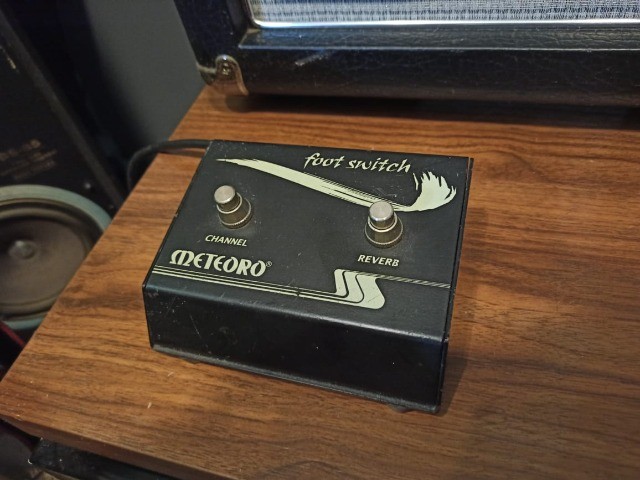 foot switch
CHANNEL
REVERB
METEORO®